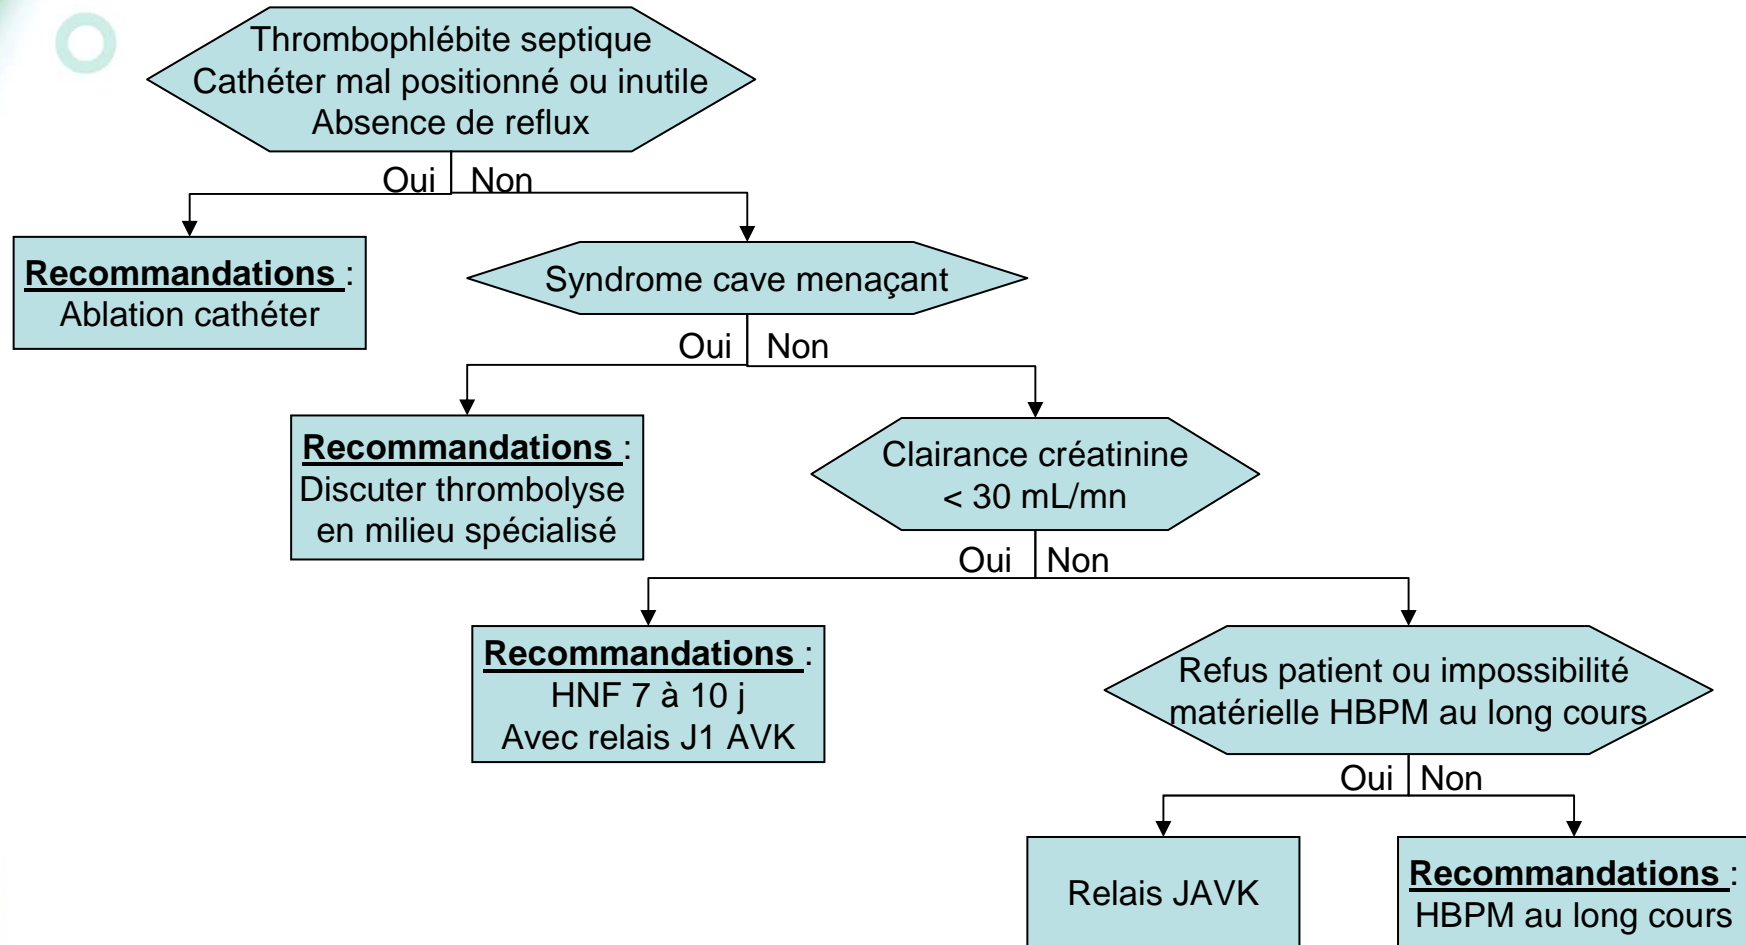 Thrombophlébite septique
Cathéter mal positionné ou inutile
Absence de reflux
Oui
Non
Recommandations :
Ablation cathéter
Syndrome cave menaçant
Oui
Non
Recommandations :
Discuter thrombolyse
en milieu spécialisé
Clairance créatinine
< 30 mL/mn
Oui
Non
Recommandations :
HNF 7 à 10 j
Avec relais J1 AVK
Refus patient ou impossibilité
matérielle HBPM au long cours
Oui
Non
Relais JAVK
Recommandations :
HBPM au long cours